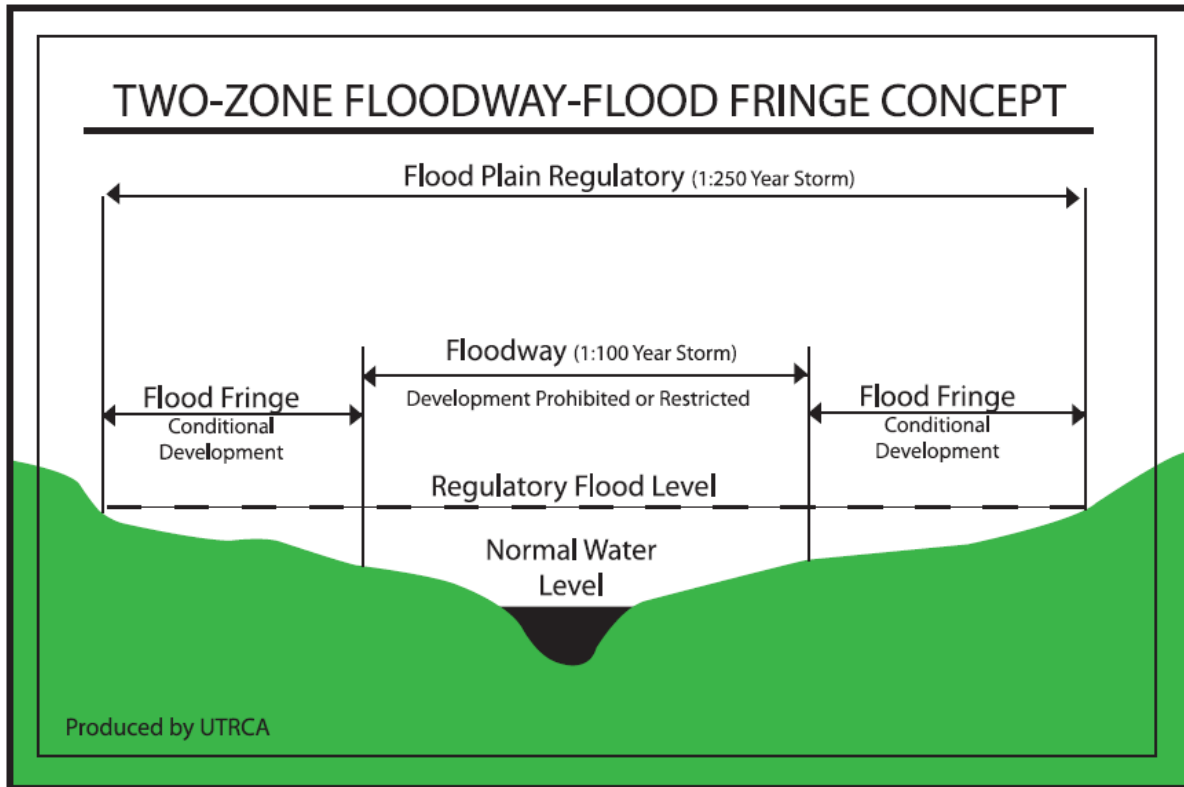 TWO-ZONE FLOODWAY-FLOOD FRINGE CONCEPT
Flood Plain Regulatory (1:250 Year Storm)
Floodway (1:100 Year Storm)
Development Prohibited or Restricted
Flood Fringe
Conditional
Development
Flood Fringe
Conditional
Development
Regulatory Flood Level
Normal Water
Level
Produced by UTRCA